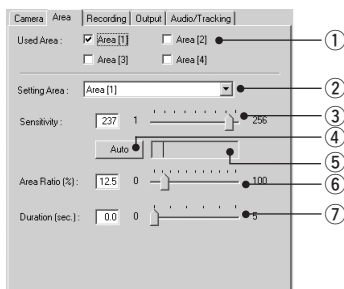 Camera Area Recording Output Audio/Tracking
Used Area : Area [1] Area [2] 1
Area [3] Area [4]
Setting Area : Area [1] 2
Sensitivity : 237 1 256 3
Auto 4
5
Area Ratio (%) : 12.5 0 100 6
Duration (sec.) : 0.0 0 5 7